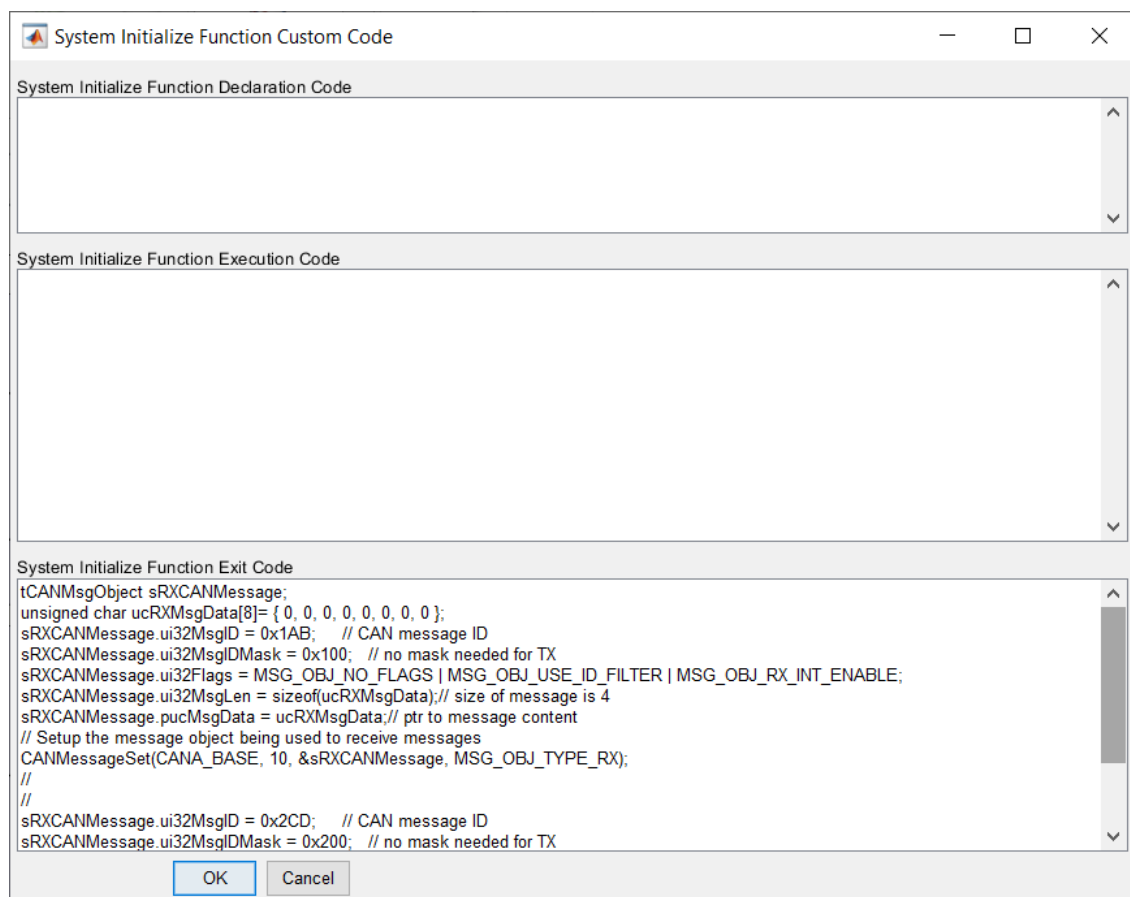 System Initialize Function Custom Code
System Initialize Function Declaration Code
System Initialize Function Execution Code
System Initialize Function Exit Code
tCANMsgObject sRXCANMessage;
unsigned char ucRXMsgData[8]= { 0, 0, 0, 0, 0, 0, 0, 0 };
sRXCANMessage.ui32MsgID = 0x1AB;     // CAN message ID
sRXCANMessage.ui32MsgIDMask = 0x100;   // no mask needed for TX
sRXCANMessage.ui32Flags = MSG_OBJ_NO_FLAGS | MSG_OBJ_USE_ID_FILTER | MSG_OBJ_RX_INT_ENABLE;
sRXCANMessage.ui32MsgLen = sizeof(ucRXMsgData);// size of message is 4
sRXCANMessage.pucMsgData = ucRXMsgData;// ptr to message content
// Setup the message object being used to receive messages
CANMessageSet(CANA_BASE, 10, &sRXCANMessage, MSG_OBJ_TYPE_RX);
//
//
sRXCANMessage.ui32MsgID = 0x2CD;     // CAN message ID
sRXCANMessage.ui32MsgIDMask = 0x200;   // no mask needed for TX
OK Cancel